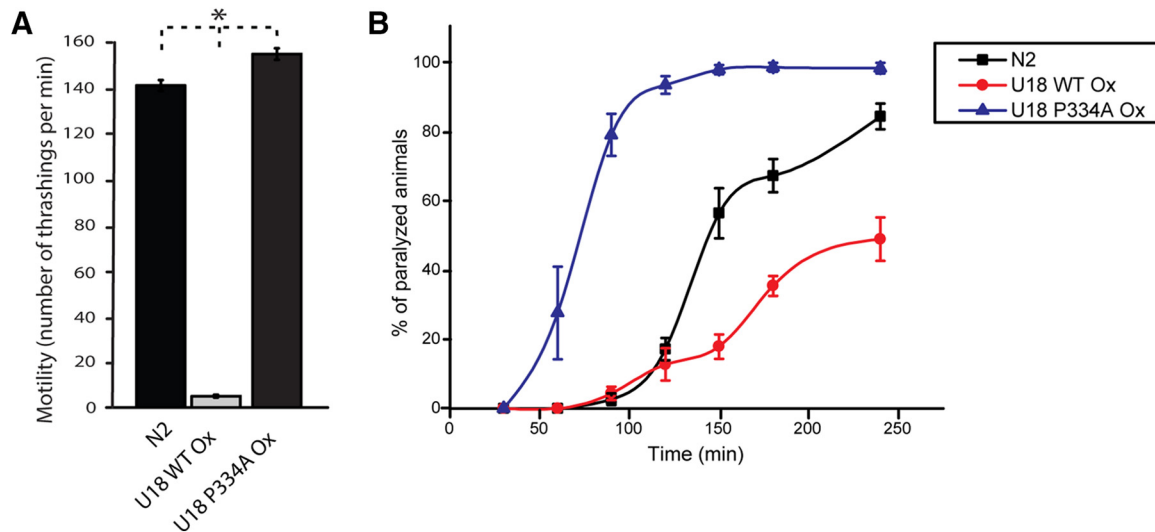 A
*
Motility (number of thrashings per min)
160
140
120
100
80
60
40
20
0
N2
U18 WT Ox
U18 P334A Ox
B
% of paralyzed animals
100
80
60
40
20
0
0
50
100
150
200
250
Time (min)
N2
U18 WT Ox
U18 P334A Ox